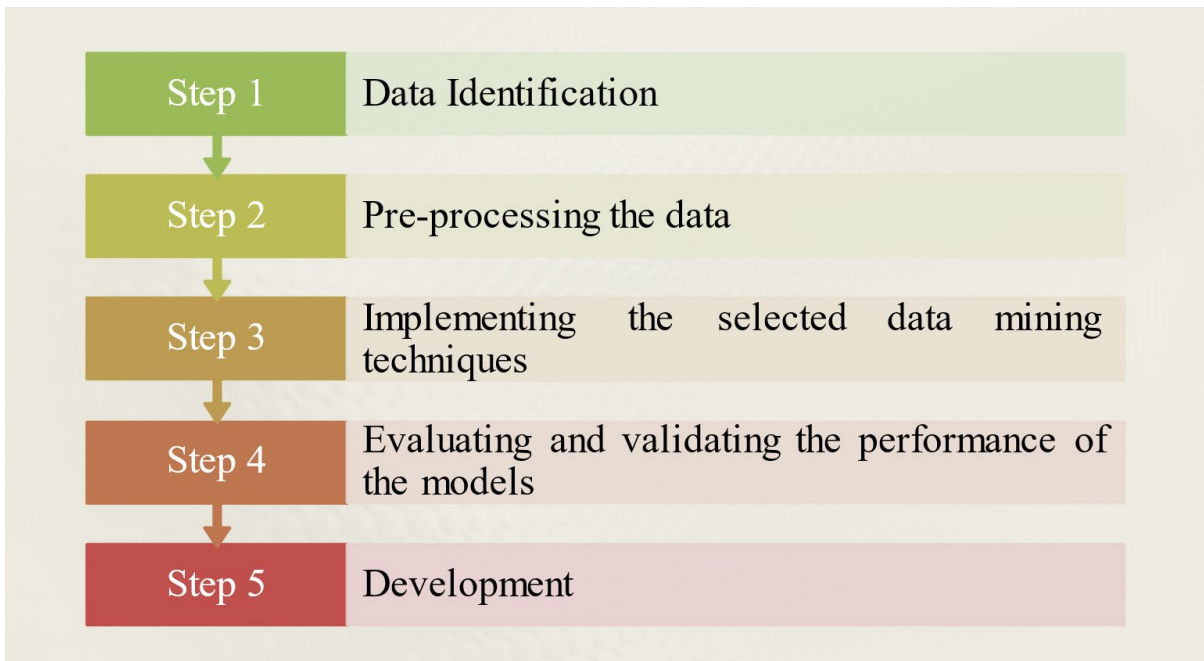 Step 1
Data Identification
Step 2
Pre-processing the data
Step 3
Implementing the selected data mining
techniques
Step 4
Evaluating and validating the performance of
the models
Step 5
Development